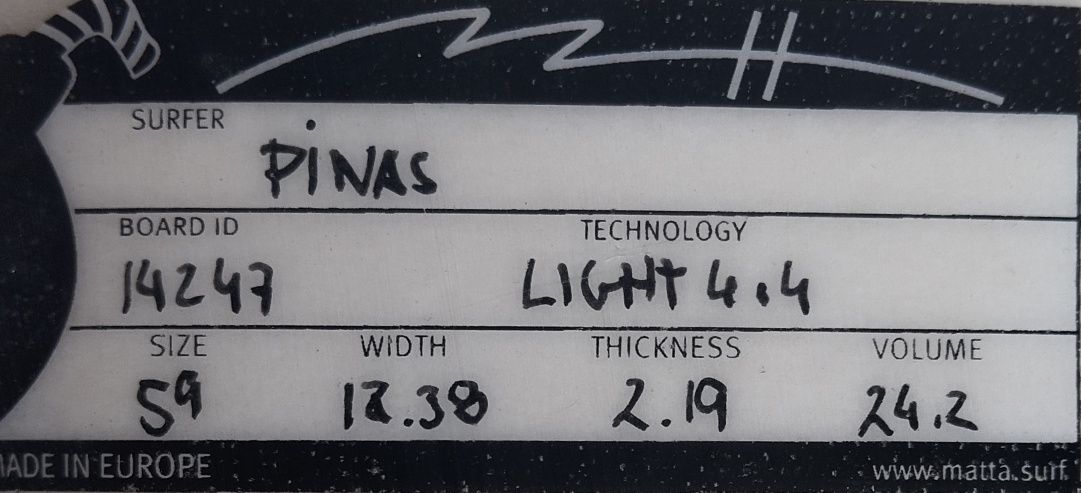 SURFER
PiNAS
BOARD ID TECHNOLOGY
14247 LIGHT 4.4
SIZE WIDTH THICKNESS VOLUME
59 18.38 2.19 24.2
MADE IN EUROPE www.matta.surf